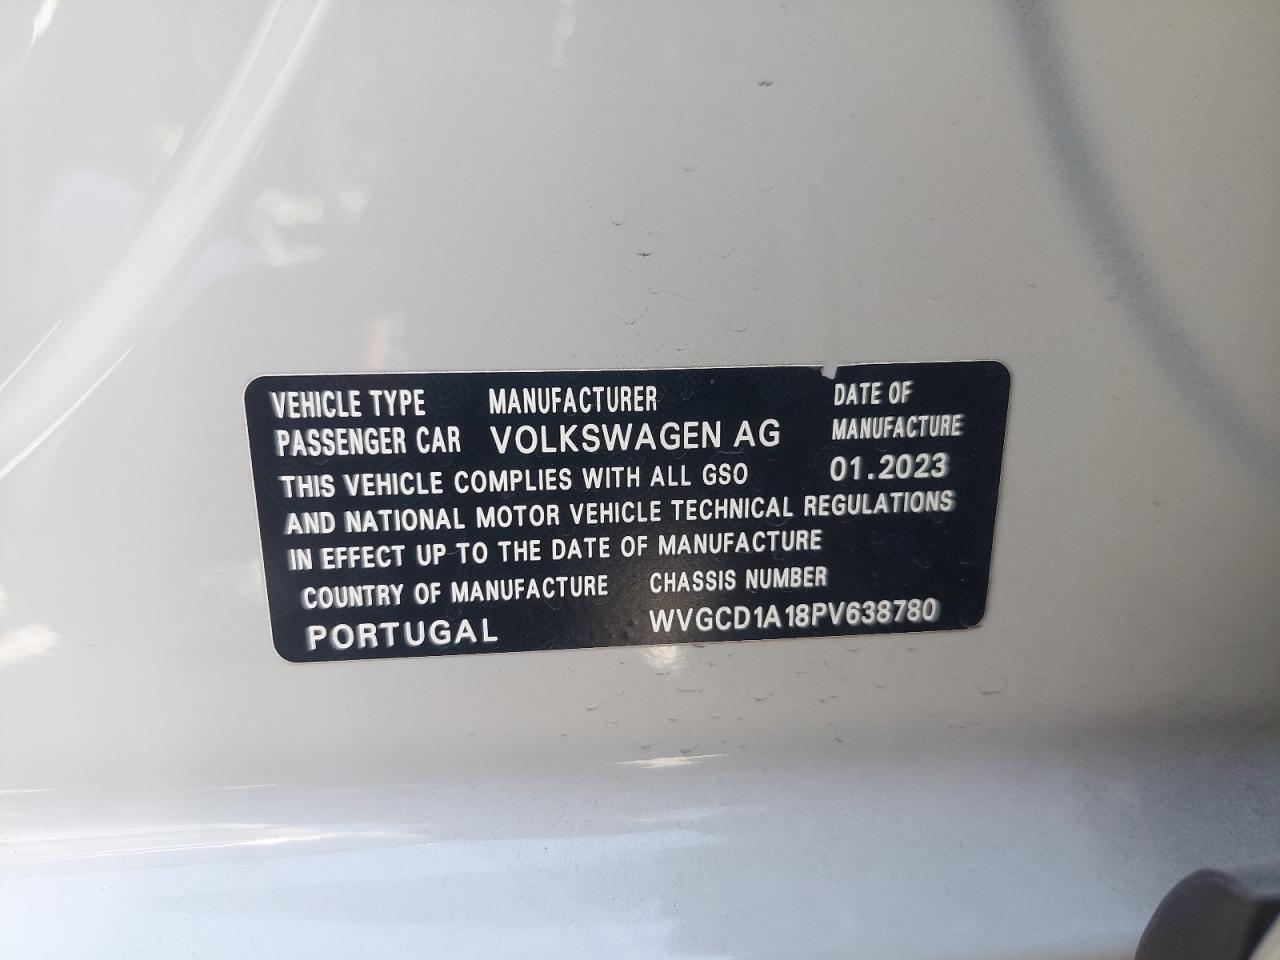 VEHICLE TYPE MANUFACTURER DATE OF
PASSENGER CAR VOLKSWAGEN AG MANUFACTURE
THIS VEHICLE COMPLIES WITH ALL GSO 01.2023
AND NATIONAL MOTOR VEHICLE TECHNICAL REGULATIONS
IN EFFECT UP TO THE DATE OF MANUFACTURE
COUNTRY OF MANUFACTURE CHASSIS NUMBER
PORTUGAL WVGCD1A18PV638780